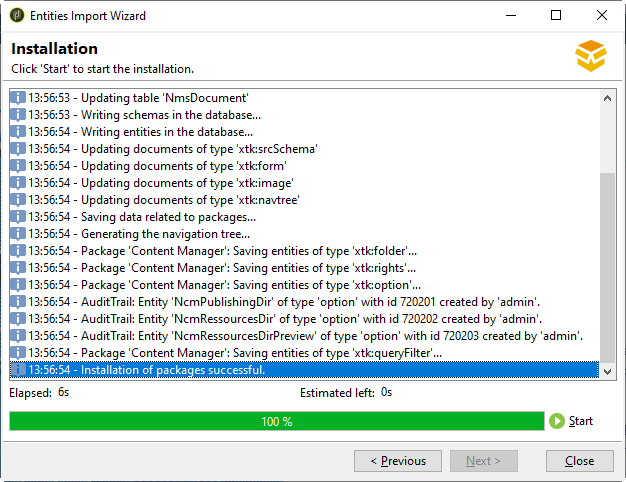 Entities Import Wizard
Installation
Click 'Start' to start the installation.
13:56:53 - Updating table 'NmsDocument'
13:56:53 - Writing schemas in the database...
13:56:54 - Writing entities in the database...
13:56:54 - Updating documents of type 'xtk:srcSchema'
13:56:54 - Updating documents of type 'xtk:form'
13:56:54 - Updating documents of type 'xtk:image'
13:56:54 - Updating documents of type 'xtk:navtree'
13:56:54 - Saving data related to packages...
13:56:54 - Generating the navigation tree...
13:56:54 - Package 'Content Manager': Saving entities of type 'xtk:folder'...
13:56:54 - Package 'Content Manager': Saving entities of type 'xtk:rights'...
13:56:54 - Package 'Content Manager': Saving entities of type 'xtk:option'...
13:56:54 - AuditTrail: Entity 'NcmPublishingDir' of type 'option' with id 720201 created by 'admin'.
13:56:54 - AuditTrail: Entity 'NcmRessourcesDir' of type 'option' with id 720202 created by 'admin'.
13:56:54 - AuditTrail: Entity 'NcmRessourcesDirPreview' of type 'option' with id 720203 created by 'admin'.
13:56:54 - Package 'Content Manager': Saving entities of type 'xtk:queryFilter'...
13:56:54 - Installation of packages successful.
Elapsed: 6s Estimated left: 0s
100 % Start
< Previous Next > Close